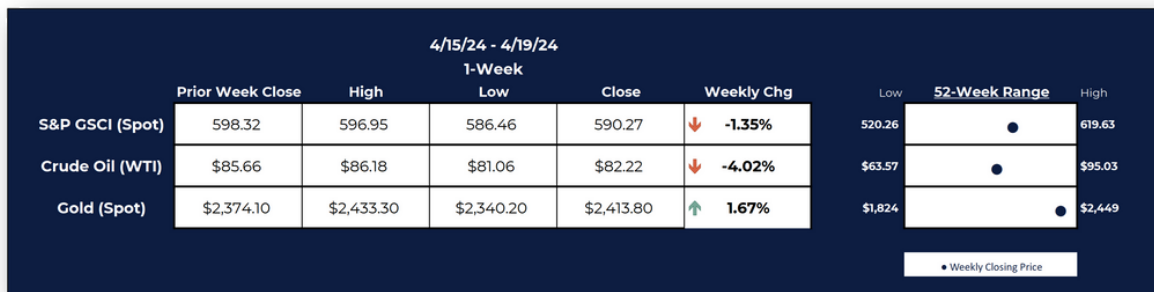 4/15/24 - 4/19/24
1-Week
Prior Week Close High Low Close Weekly Chg Low 52-Week Range High
S&P GSCI (Spot) 598.32 596.95 586.46 590.27 -1.35% 520.26 619.63
Crude Oil (WTI) $85.66 $86.18 $81.06 $82.22 -4.02% $63.57 $95.03
Gold (Spot) $2,374.10 $2,433.30 $2,340.20 $2,413.80 1.67% $1,824 $2,449
Weekly Closing Price